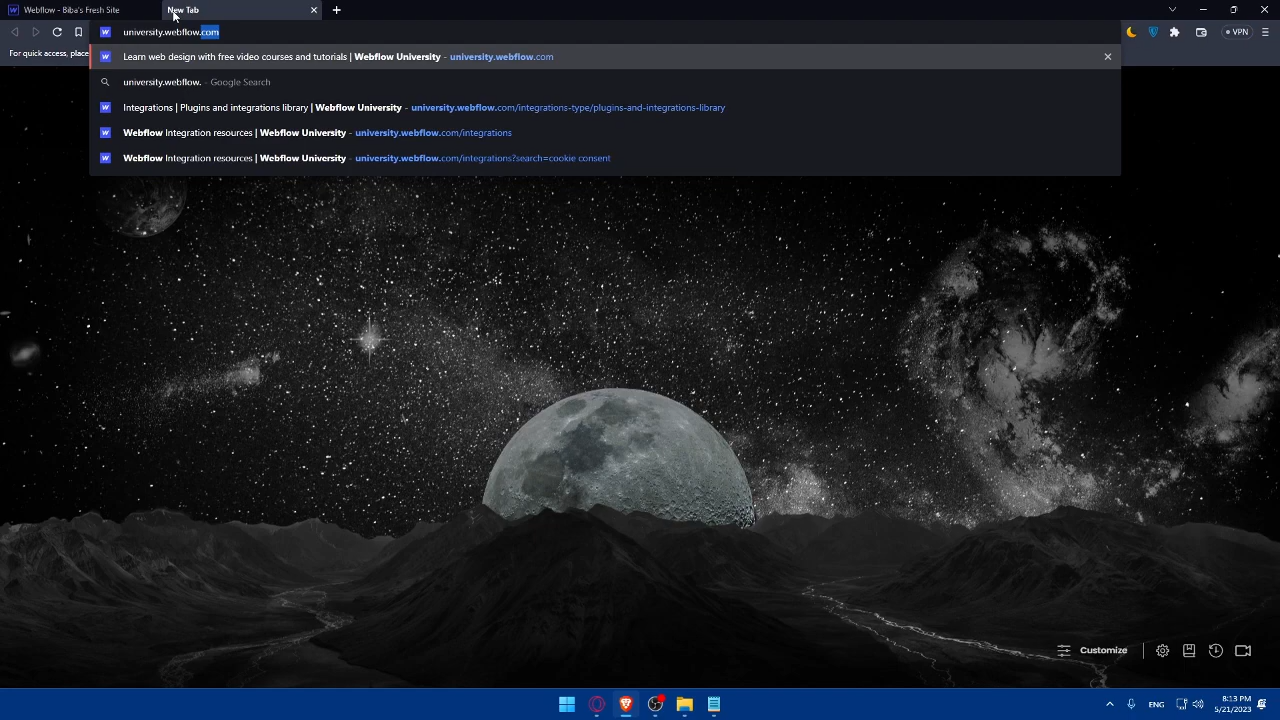 Webflow - Biba's Fresh Site
New Tab
university.webflow.com
VPN
For quick access, place
Learn web design with free video courses and tutorials | Webflow University - university.webflow.com
university.webflow. - Google Search
Integrations | Plugins and integrations library | Webflow University - university.webflow.com/integrations-type/plugins-and-integrations-library
Webflow Integration resources | Webflow University - university.webflow.com/integrations
Webflow Integration resources | Webflow University - university.webflow.com/integrations?search=cookie consent
Customize
ENG
8:13 PM
5/21/2023